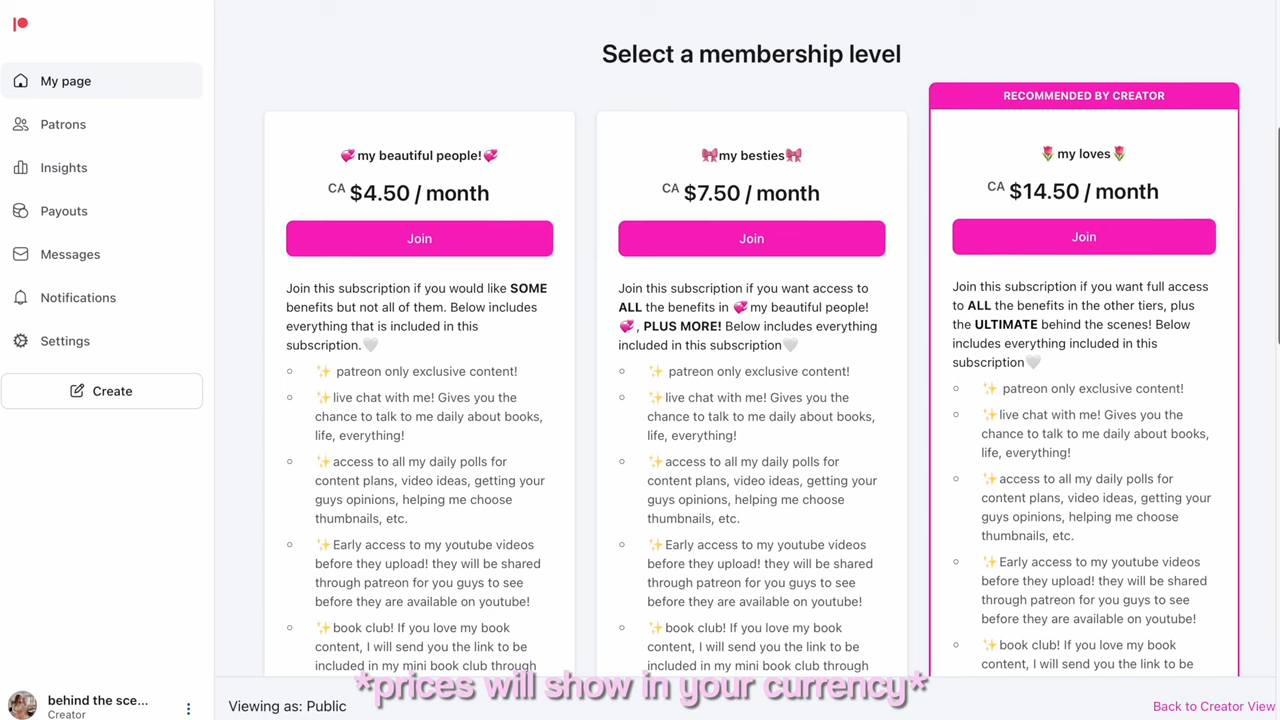 My page
Patrons
Insights
Payouts
Messages
Notifications
Settings
Create
behind the sce...
Creator
Select a membership level
💞my beautiful people!💞
CA $4.50 / month
Join
Join this subscription if you would like SOME
benefits but not all of them. Below includes
everything that is included in this
subscription.🤍
✨ patreon only exclusive content!
✨live chat with me! Gives you the
chance to talk to me daily about books,
life, everything!
✨access to all my daily polls for
content plans, video ideas, getting your
guys opinions, helping me choose
thumbnails, etc.
✨Early access to my youtube videos
before they upload! they will be shared
through patreon for you guys to see
before they are available on youtube!
✨book club! If you love my book
content, I will send you the link to be
included in my mini book club through
🎀my besties🎀
CA $7.50 / month
Join
Join this subscription if you want access to
ALL the benefits in 💞my beautiful people!
💞, PLUS MORE! Below includes everything
included in this subscription🤍
✨ patreon only exclusive content!
✨live chat with me! Gives you the
chance to talk to me daily about books,
life, everything!
✨access to all my daily polls for
content plans, video ideas, getting your
guys opinions, helping me choose
thumbnails, etc.
✨Early access to my youtube videos
before they upload! they will be shared
through patreon for you guys to see
before they are available on youtube!
✨book club! If you love my book
content, I will send you the link to be
included in my mini book club through
RECOMMENDED BY CREATOR
🌷my loves🌷
CA $14.50 / month
Join
Join this subscription if you want full access
to ALL the benefits in the other tiers, plus
the ULTIMATE behind the scenes! Below
includes everything included in this
subscription🤍
✨ patreon only exclusive content!
✨live chat with me! Gives you the
chance to talk to me daily about books,
life, everything!
✨access to all my daily polls for
content plans, video ideas, getting your
guys opinions, helping me choose
thumbnails, etc.
✨Early access to my youtube videos
before they upload! they will be shared
through patreon for you guys to see
before they are available on youtube!
✨book club! If you love my book
content, I will send you the link to be
*prices will show in your currency*
Viewing as: Public
Back to Creator View